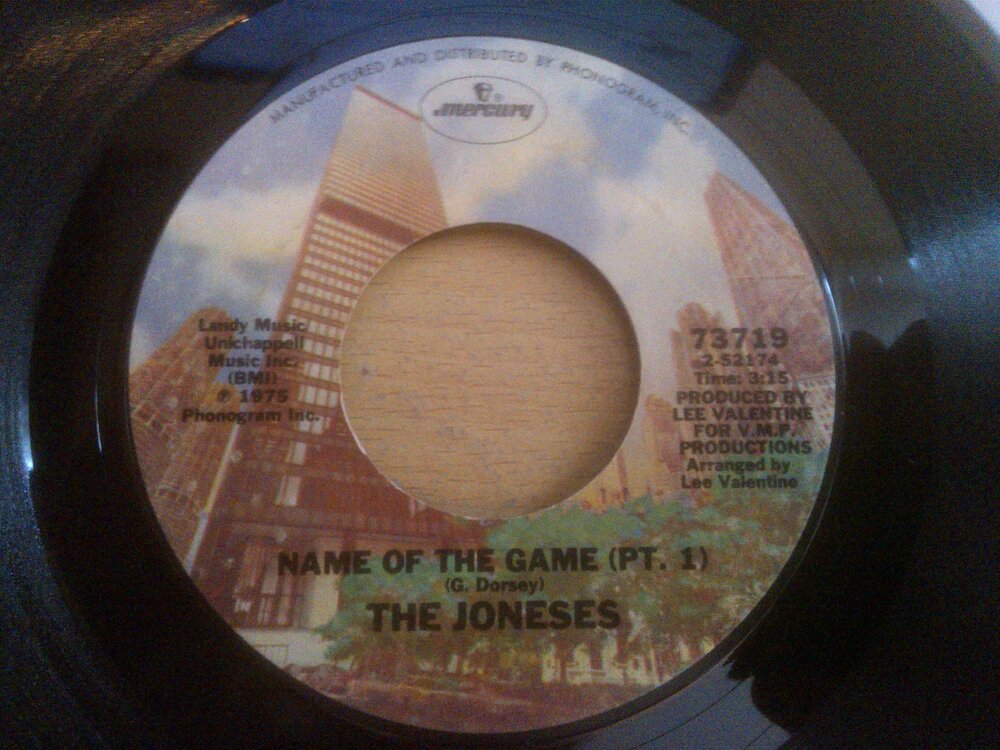 MANUFACTURED AND DISTRIBUTED BY PHONOGRAM, INC.
mercury
Landy Music
Unichappell
Music Inc.
(BMI)
℗ 1975
Phonogram Inc.
73719
2-52174
Time: 3:15
PRODUCED BY
LEE VALENTINE
FOR V.M.P.
PRODUCTIONS
Arranged by
Lee Valentine
NAME OF THE GAME (PT. 1)
(G. Dorsey)
THE JONESES